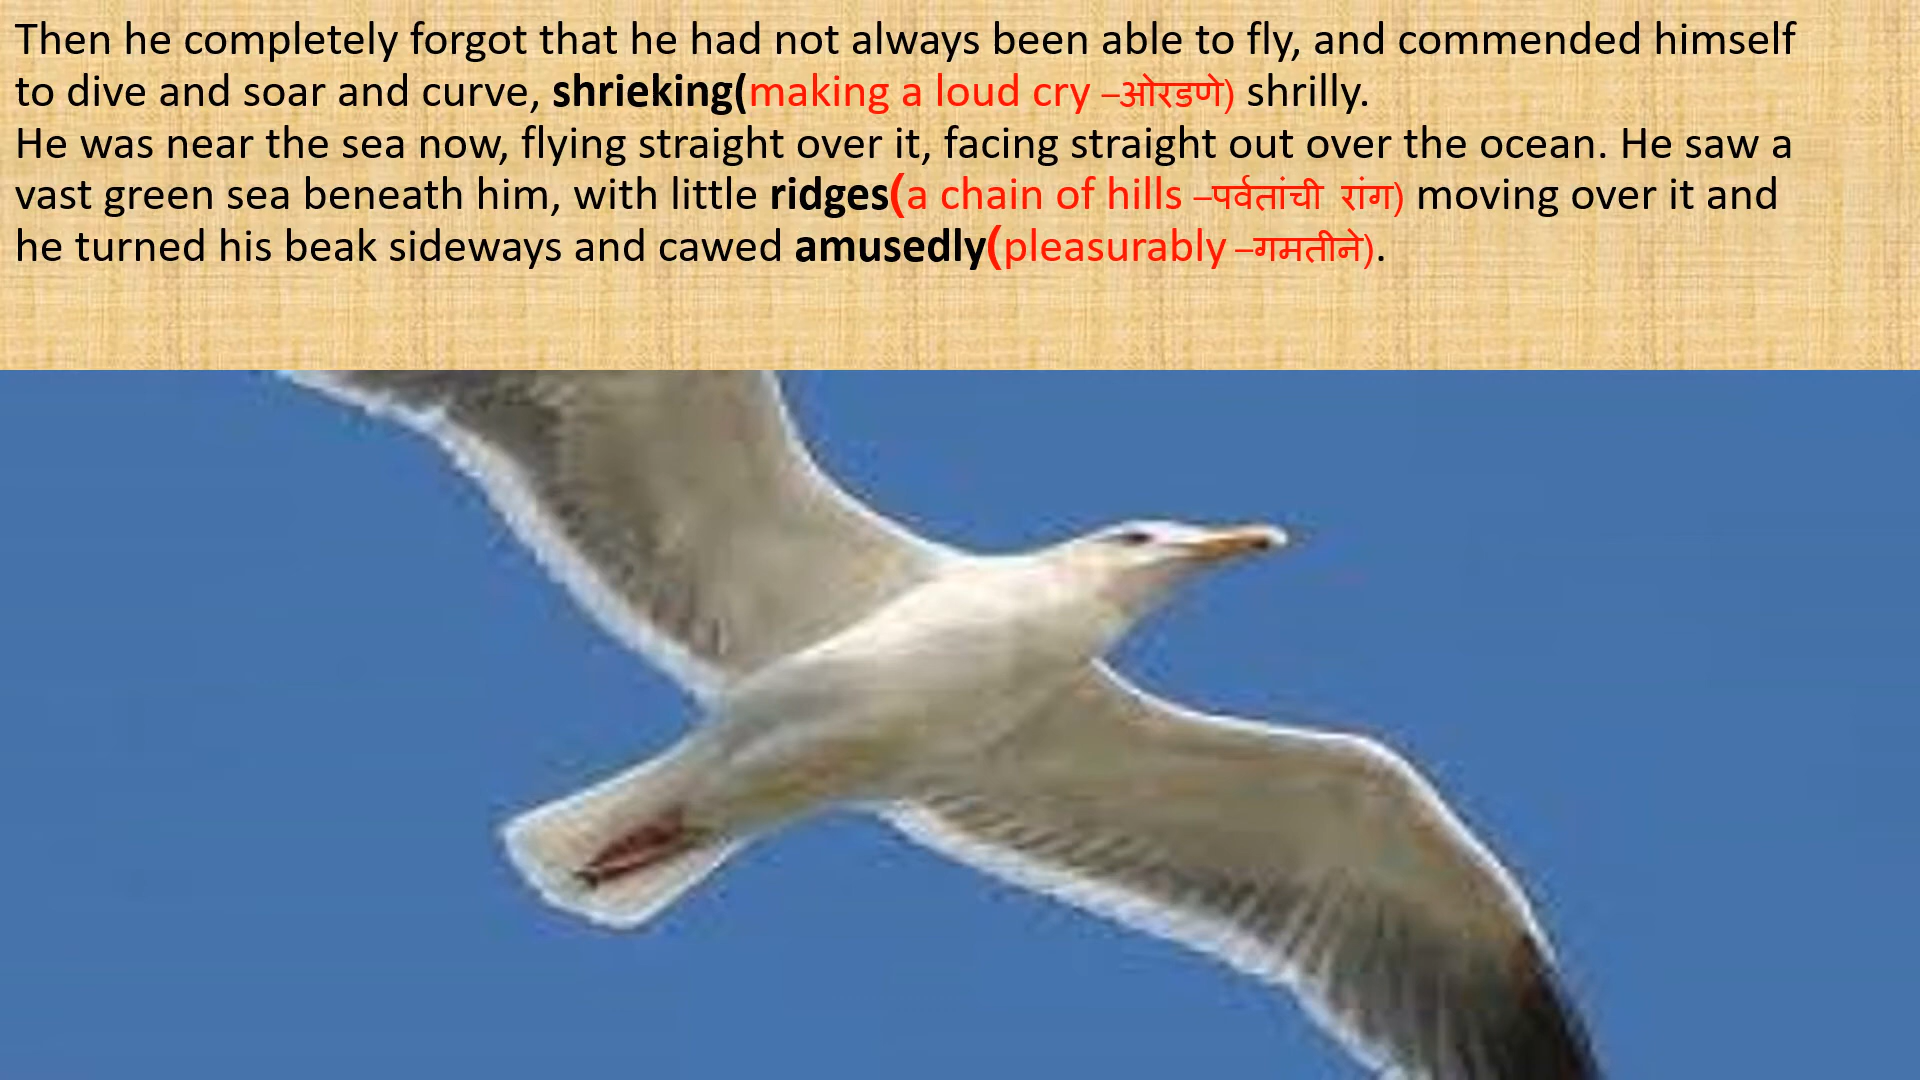 Then he completely forgot that he had not always been able to fly, and commended himself
to dive and soar and curve, shrieking(making a loud cry –ओरडणे) shrilly.
He was near the sea now, flying straight over it, facing straight out over the ocean. He saw a
vast green sea beneath him, with little ridges(a chain of hills –पर्वतांची रांग) moving over it and
he turned his beak sideways and cawed amusedly(pleasurably –गमतीने).